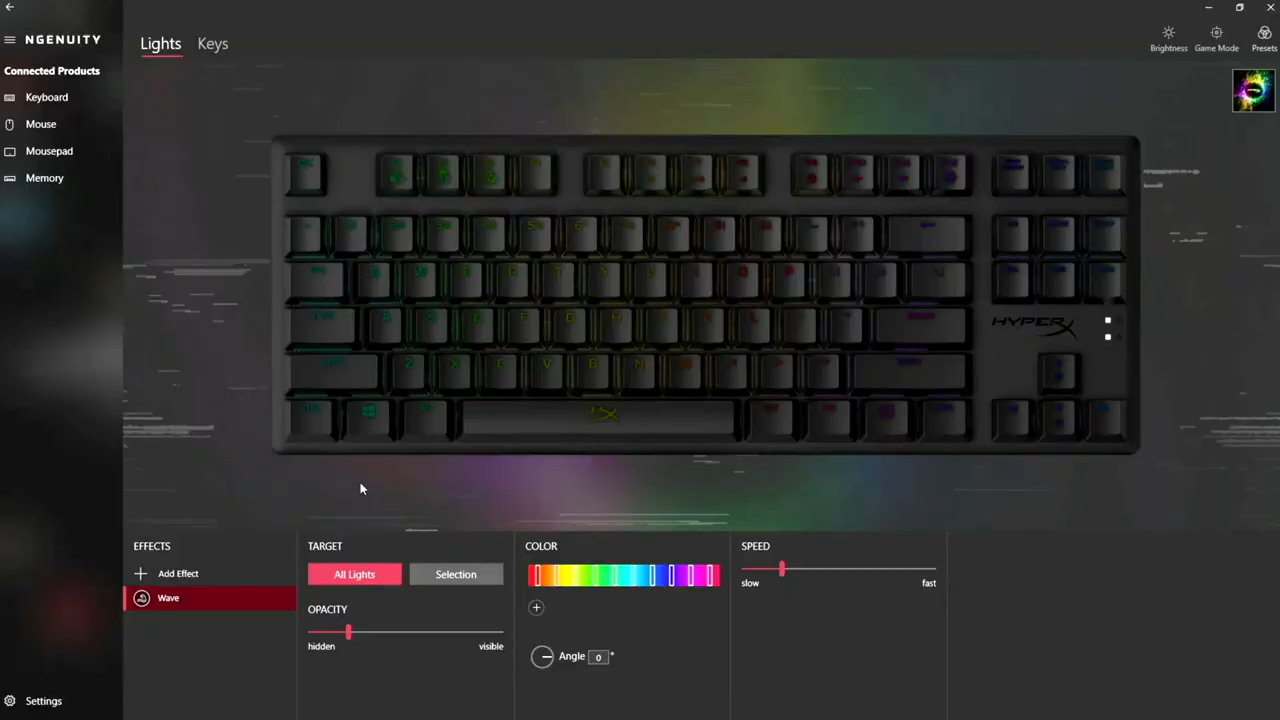 NGENUITY
Connected Products
Keyboard
Mouse
Mousepad
Memory
Settings
Lights
Keys
Brightness
Game Mode
Presets
HYPERX
EFFECTS
Add Effect
Wave
TARGET
All Lights
Selection
OPACITY
hidden
visible
COLOR
Angle 0 °
SPEED
slow
fast